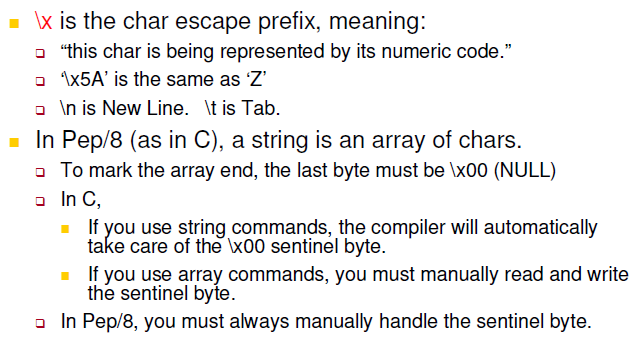 \x is the char escape prefix, meaning:
“this char is being represented by its numeric code.”
‘\x5A’ is the same as ‘Z’
\n is New Line.   \t is Tab.
In Pep/8 (as in C), a string is an array of chars.
To mark the array end, the last byte must be \x00 (NULL)
In C,
If you use string commands, the compiler will automatically
take care of the \x00 sentinel byte.
If you use array commands, you must manually read and write
the sentinel byte.
In Pep/8, you must always manually handle the sentinel byte.